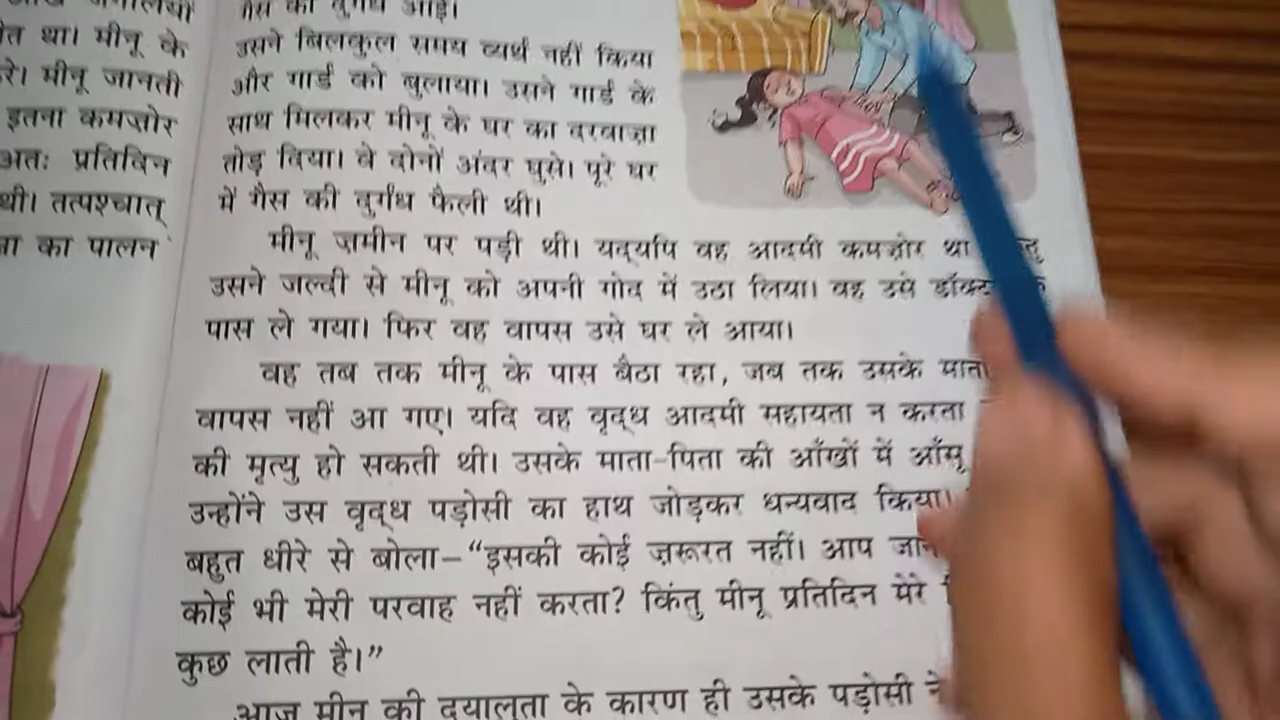 त था। मीनू के
रे। मीनू जानती
इतना कमज़ोर
अतः प्रतिदिन
थी। तत्पश्चात्
ा का पालन
गैस की दुर्गंध आई।
उसने बिलकुल समय व्यर्थ नहीं किया
और गार्ड को बुलाया। उसने गार्ड के
साथ मिलकर मीनू के घर का दरवाज़ा
तोड़ दिया। वे दोनों अंदर घुसे। पूरे घर
में गैस की दुर्गंध फैली थी।
मीनू ज़मीन पर पड़ी थी। यद्यपि वह आदमी कमज़ोर था
उसने जल्दी से मीनू को अपनी गोद में उठा लिया। वह उसे
पास ले गया। फिर वह वापस उसे घर ले आया।
वह तब तक मीनू के पास बैठा रहा, जब तक उसके माता
वापस नहीं आ गए। यदि वह वृद्ध आदमी सहायता न करता
की मृत्यु हो सकती थी। उसके माता-पिता की आँखों में आँसू
उन्होंने उस वृद्ध पड़ोसी का हाथ जोड़कर धन्यवाद किया।
बहुत धीरे से बोला–“इसकी कोई ज़रूरत नहीं। आप
कोई भी मेरी परवाह नहीं करता? किंतु मीनू प्रतिदिन मेरे
कुछ लाती है।”
आज मीनू की दयालुता के कारण ही उसके पड़ोसी ने